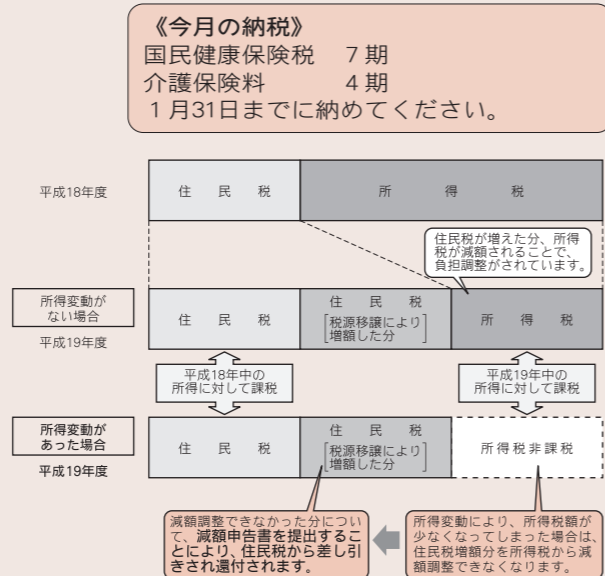 《今月の納税》
国民健康保険税 7期
介護保険料 4期
1月31日までに納めてください。
平成18年度
住民税
所得税
住民税が増えた分、所得
税が減額されることで、
負担調整がされています。
所得変動が
ない場合
平成19年度
住民税
住民税
[税源移譲により
増額した分]
所得税
平成18年中の
所得に対して課税
平成19年中の
所得に対して課税
所得変動が
あった場合
平成19年度
住民税
住民税
[税源移譲により
増額した分]
所得税非課税
減額調整できなかった分につい
て、減額申告書を提出するこ
とにより、住民税から差し引
きされ還付されます。
所得変動により、所得税額が
少なくなってしまった場合は、
住民税増額分を所得税から減
額調整できなくなります。